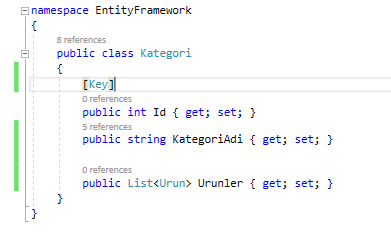 namespace EntityFramework
{
8 references
public class Kategori
{
[Key]
0 references
public int Id { get; set; }
5 references
public string KategoriAdi { get; set; }
0 references
public List<Urun> Urunler { get; set; }
}
}